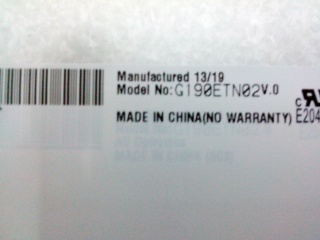 Manufactured 13/19
Model No:G190ETN02V.0
MADE IN CHINA(NO WARRANTY)
c
E204